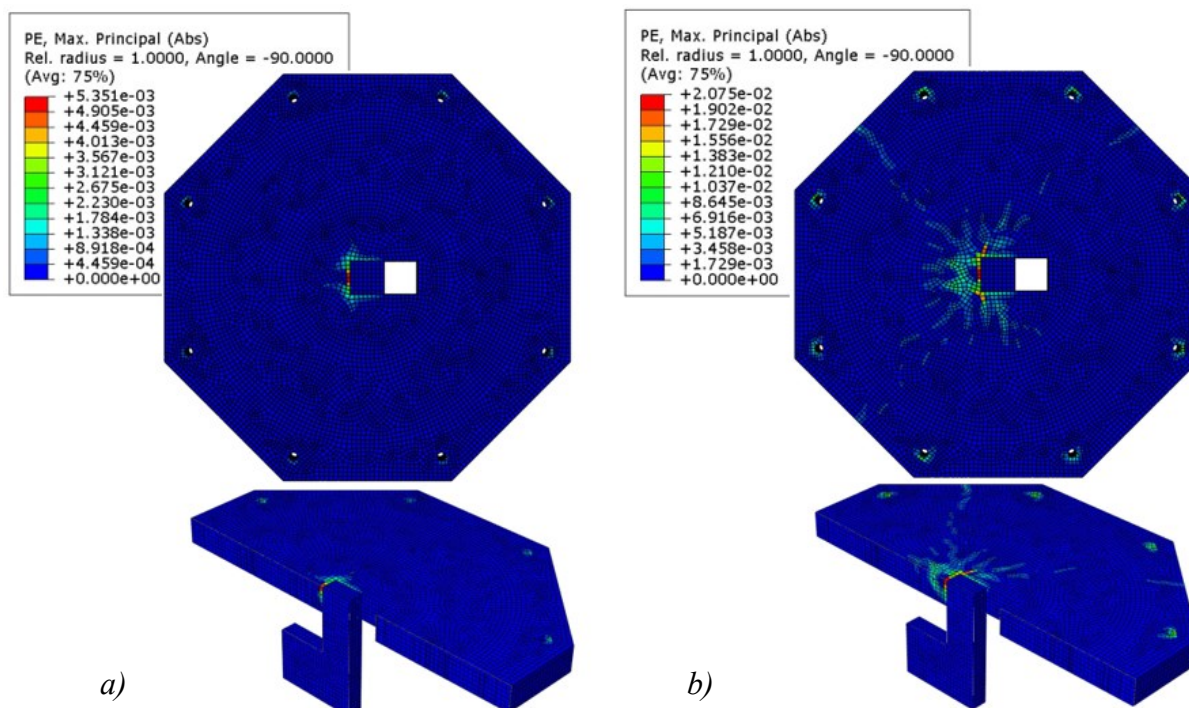 PE, Max. Principal (Abs)
Rel. radius = 1.0000, Angle = -90.0000
(Avg: 75%)
+5.351e-03
+4.905e-03
+4.459e-03
+4.013e-03
+3.567e-03
+3.121e-03
+2.675e-03
+2.230e-03
+1.784e-03
+1.338e-03
+8.918e-04
+4.459e-04
+0.000e+00
a)
PE, Max. Principal (Abs)
Rel. radius = 1.0000, Angle = -90.0000
(Avg: 75%)
+2.075e-02
+1.902e-02
+1.729e-02
+1.556e-02
+1.383e-02
+1.210e-02
+1.037e-02
+8.645e-03
+6.916e-03
+5.187e-03
+3.458e-03
+1.729e-03
+0.000e+00
b)